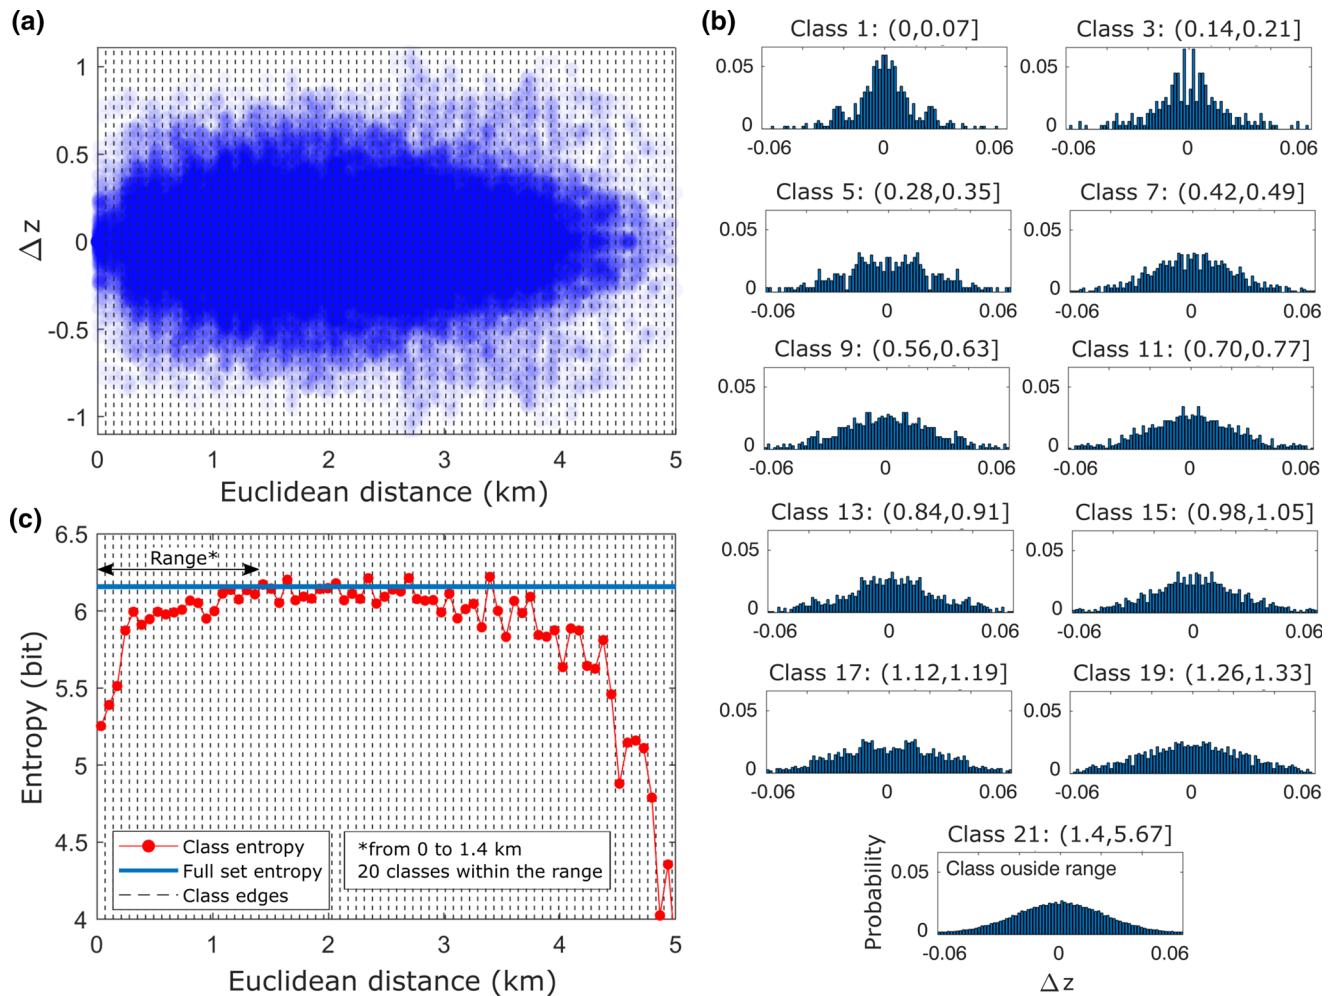 (a)
1
0.5
0
-0.5
-1
Δz
0 1 2 3 4 5
Euclidean distance (km)
(b)
Class 1: (0,0.07]
0.05
0
-0.06 0 0.06
Class 3: (0.14,0.21]
0.05
0
-0.06 0 0.06
Class 5: (0.28,0.35]
0.05
0
-0.06 0 0.06
Class 7: (0.42,0.49]
0.05
0
-0.06 0 0.06
Class 9: (0.56,0.63]
0.05
0
-0.06 0 0.06
Class 11: (0.70,0.77]
0.05
0
-0.06 0 0.06
Class 13: (0.84,0.91]
0.05
0
-0.06 0 0.06
Class 15: (0.98,1.05]
0.05
0
-0.06 0 0.06
Class 17: (1.12,1.19]
0.05
0
-0.06 0 0.06
Class 19: (1.26,1.33]
0.05
0
-0.06 0 0.06
Class 21: (1.4,5.67]
Class ouside range
0.05
0
-0.06 0 0.06
Probability
Δz
(c)
6.5
6
5.5
5
4.5
4
Entropy (bit)
Range*
Class entropy
Full set entropy
Class edges
*from 0 to 1.4 km
20 classes within the range
0 1 2 3 4 5
Euclidean distance (km)